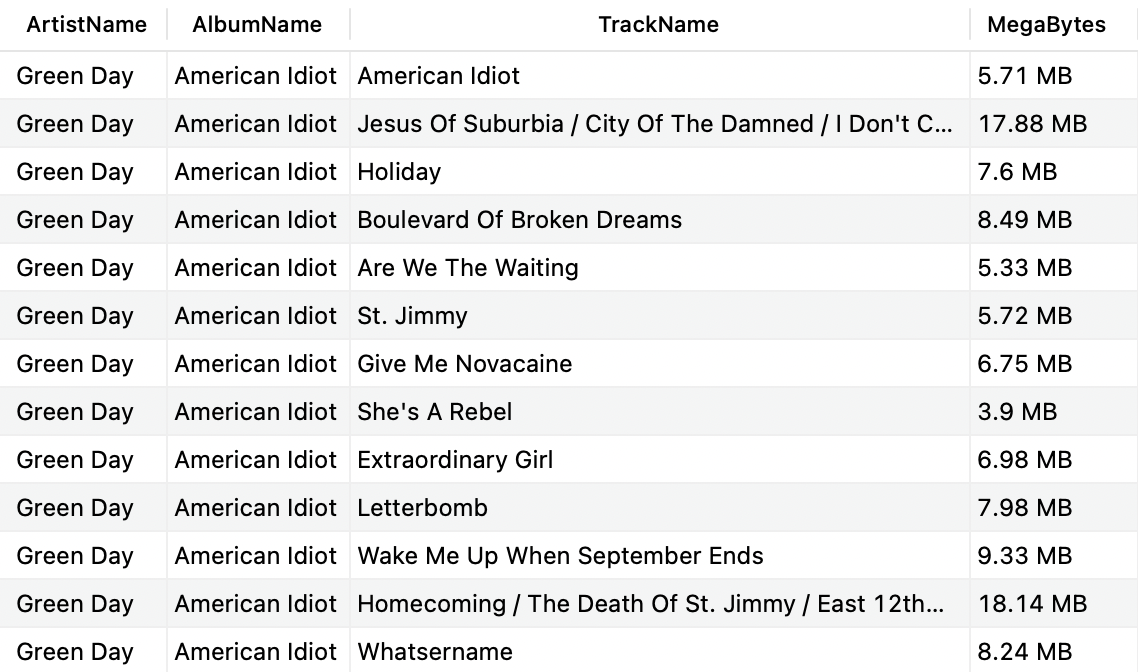 ArtistName AlbumName TrackName MegaBytes
Green Day American Idiot American Idiot 5.71 MB
Green Day American Idiot Jesus Of Suburbia / City Of The Damned / I Don't C... 17.88 MB
Green Day American Idiot Holiday 7.6 MB
Green Day American Idiot Boulevard Of Broken Dreams 8.49 MB
Green Day American Idiot Are We The Waiting 5.33 MB
Green Day American Idiot St. Jimmy 5.72 MB
Green Day American Idiot Give Me Novacaine 6.75 MB
Green Day American Idiot She's A Rebel 3.9 MB
Green Day American Idiot Extraordinary Girl 6.98 MB
Green Day American Idiot Letterbomb 7.98 MB
Green Day American Idiot Wake Me Up When September Ends 9.33 MB
Green Day American Idiot Homecoming / The Death Of St. Jimmy / East 12th... 18.14 MB
Green Day American Idiot Whatsername 8.24 MB